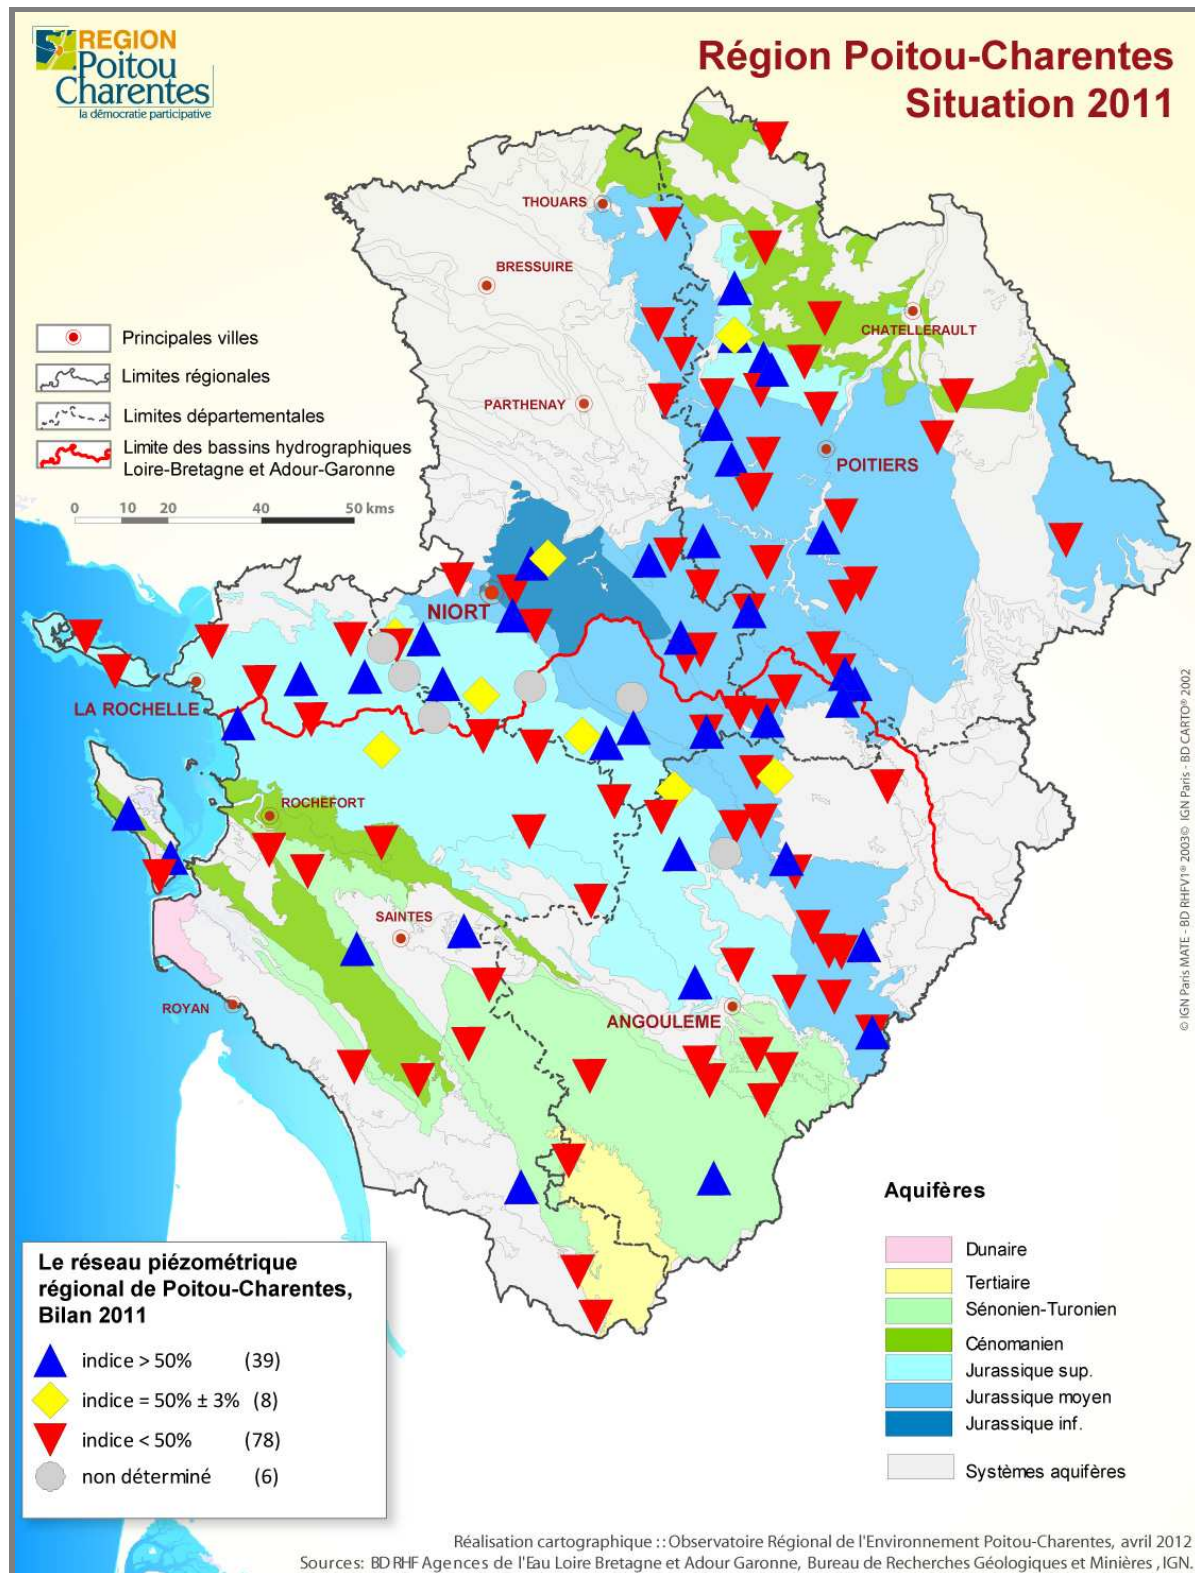 REGION
Poitou
Charentes
la démocratie participative
Région Poitou-Charentes
Situation 2011
THOUARS
BRESSUIRE
CHATELLERAULT
PARTHENAY
POITIERS
Principales villes
Limites régionales
Limites départementales
Limite des bassins hydrographiques
Loire-Bretagne et Adour-Garonne
0 10 20 40 50 kms
NIORT
LA ROCHELLE
ROCHEFORT
SAINTES
ROYAN
ANGOULEME
© IGN Paris MATE - BD RHFV1® 2003© IGN Paris - BD CARTO® 2002
Aquifères
Dunaire
Tertiaire
Sénonien-Turonien
Cénomanien
Jurassique sup.
Jurassique moyen
Jurassique inf.
Systèmes aquifères
Le réseau piézométrique
régional de Poitou-Charentes,
Bilan 2011
indice > 50% (39)
indice = 50% ± 3% (8)
indice < 50% (78)
non déterminé (6)
Réalisation cartographique :: Observatoire Régional de l'Environnement Poitou-Charentes, avril 2012
Sources: BD RHF Agences de l'Eau Loire Bretagne et Adour Garonne, Bureau de Recherches Géologiques et Minières , IGN.